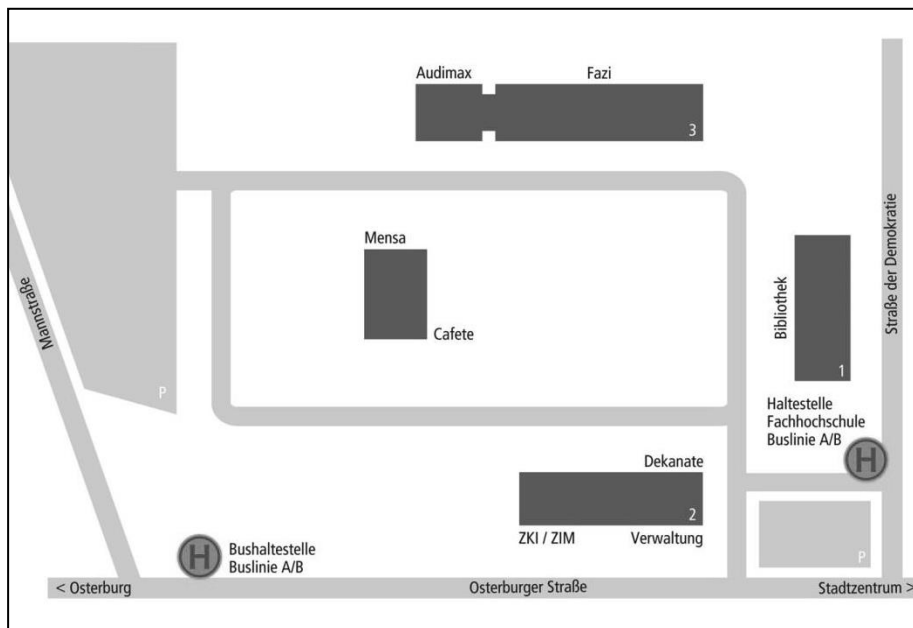 Audimax
Fazi
3
Mensa
Cafete
Mannstraße
P
Bibliothek
1
Straße der Demokratie
Haltestelle
Fachhochschule
Buslinie A/B
H
Dekanate
2
ZKI / ZIM
Verwaltung
P
H
Bushaltestelle
Buslinie A/B
< Osterburg
Osterburger Straße
Stadtzentrum >